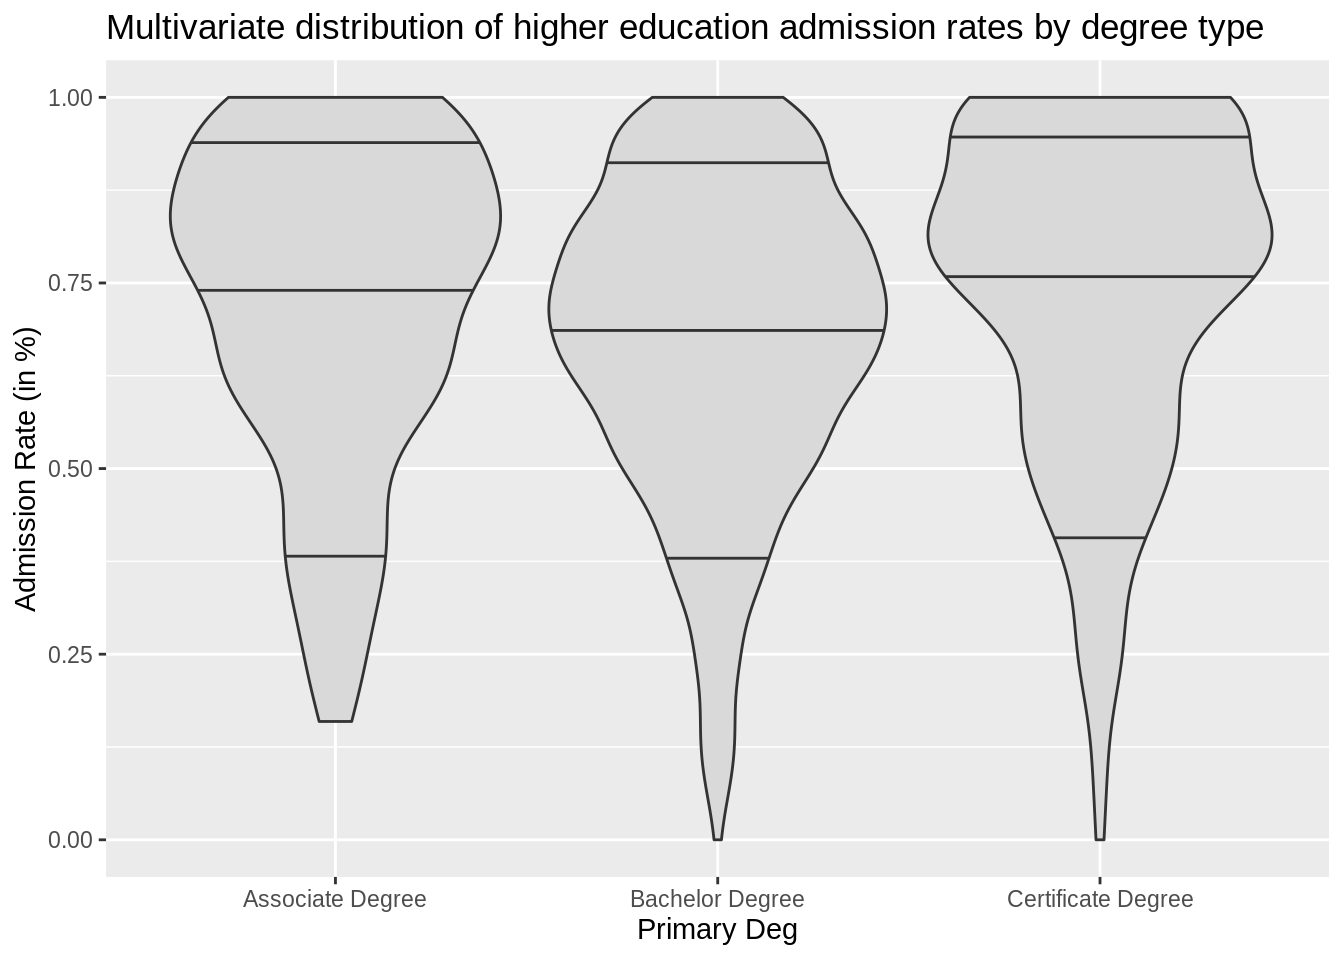 Multivariate distribution of higher education admission rates by degree type
Admission Rate (in %)
1.00
0.75
0.50
0.25
0.00
Associate Degree
Bachelor Degree
Certificate Degree
Primary Deg